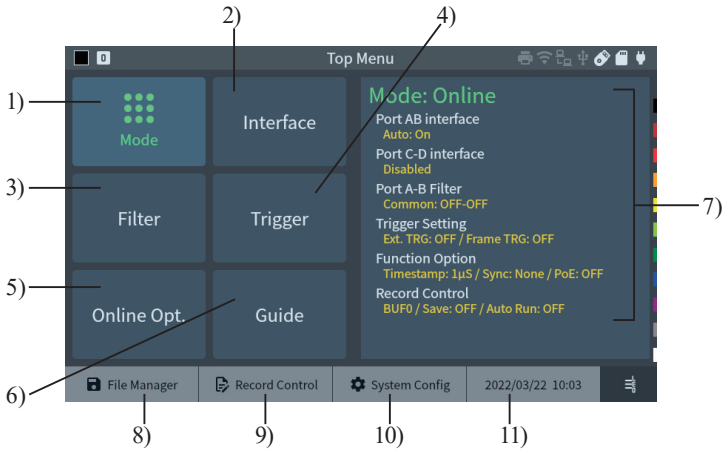 2)
4)
0
Top Menu
1)
Mode
Interface
Mode: Online
Port AB interface
Auto: On
Port C-D interface
Disabled
Port A-B Filter
Common: OFF-OFF
Trigger Setting
Ext. TRG: OFF / Frame TRG: OFF
Function Option
Timestamp: 1μS / Sync: None / PoE: OFF
Record Control
BUF0 / Save: OFF / Auto Run: OFF
7)
3)
Filter
Trigger
5)
Online Opt.
Guide
6)
File Manager
Record Control
System Config
2022/03/22 10:03
8)
9)
10)
11)